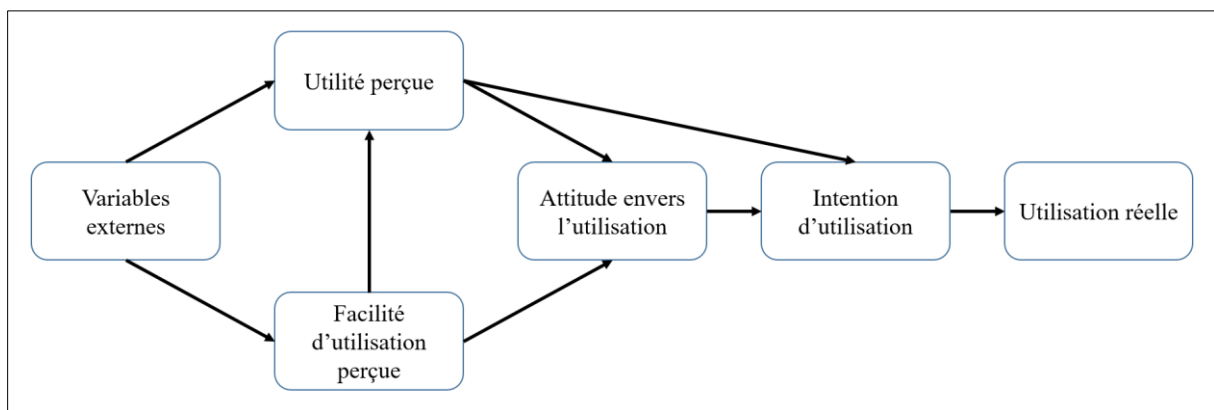 Utilité perçue
Variables
externes
Attitude envers
l’utilisation
Intention
d’utilisation
Utilisation réelle
Facilité
d’utilisation
perçue